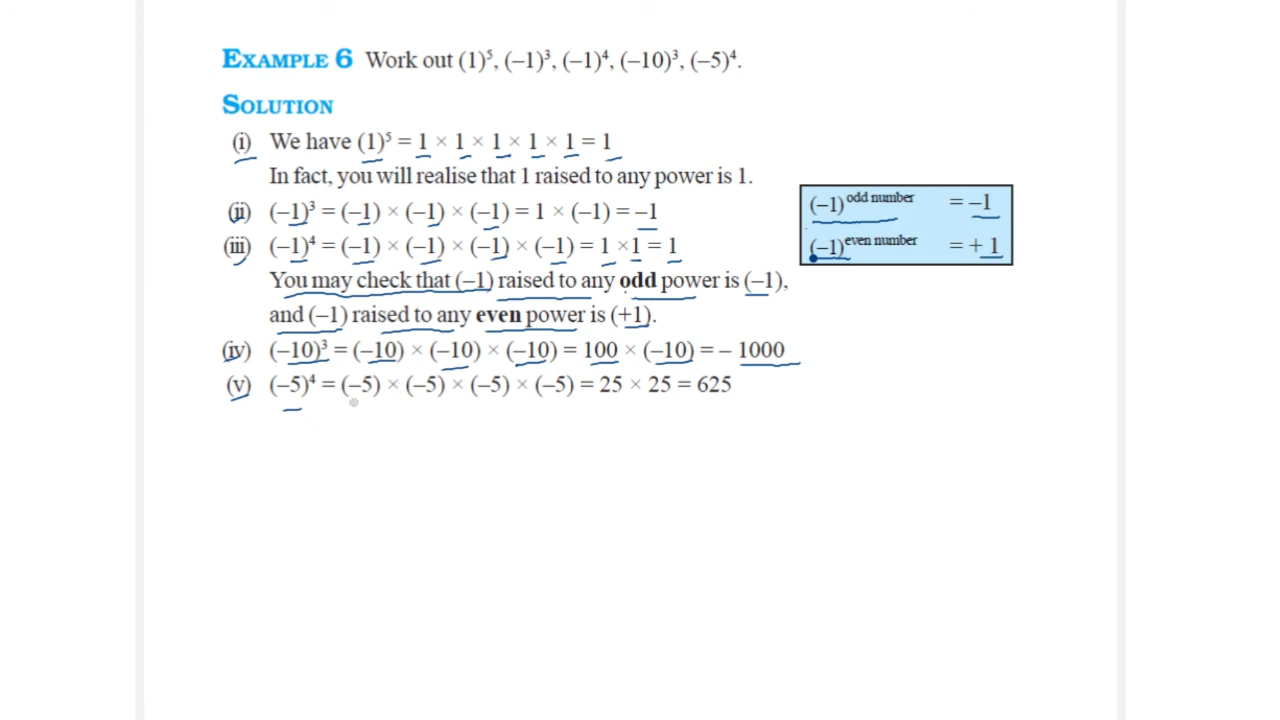 EXAMPLE 6 Work out (1)⁵, (–1)³, (–1)⁴, (–10)³, (–5)⁴.
SOLUTION
(i) We have (1)⁵ = 1 × 1 × 1 × 1 × 1 = 1
In fact, you will realise that 1 raised to any power is 1.
(ii) (–1)³ = (–1) × (–1) × (–1) = 1 × (–1) = –1
(iii) (–1)⁴ = (–1) × (–1) × (–1) × (–1) = 1 ×1 = 1
You may check that (–1) raised to any odd power is (–1),
and (–1) raised to any even power is (+1).
(iv) (–10)³ = (–10) × (–10) × (–10) = 100 × (–10) = – 1000
(v) (–5)⁴ = (–5) × (–5) × (–5) × (–5) = 25 × 25 = 625
(–1)^odd number = –1
(–1)^even number = + 1